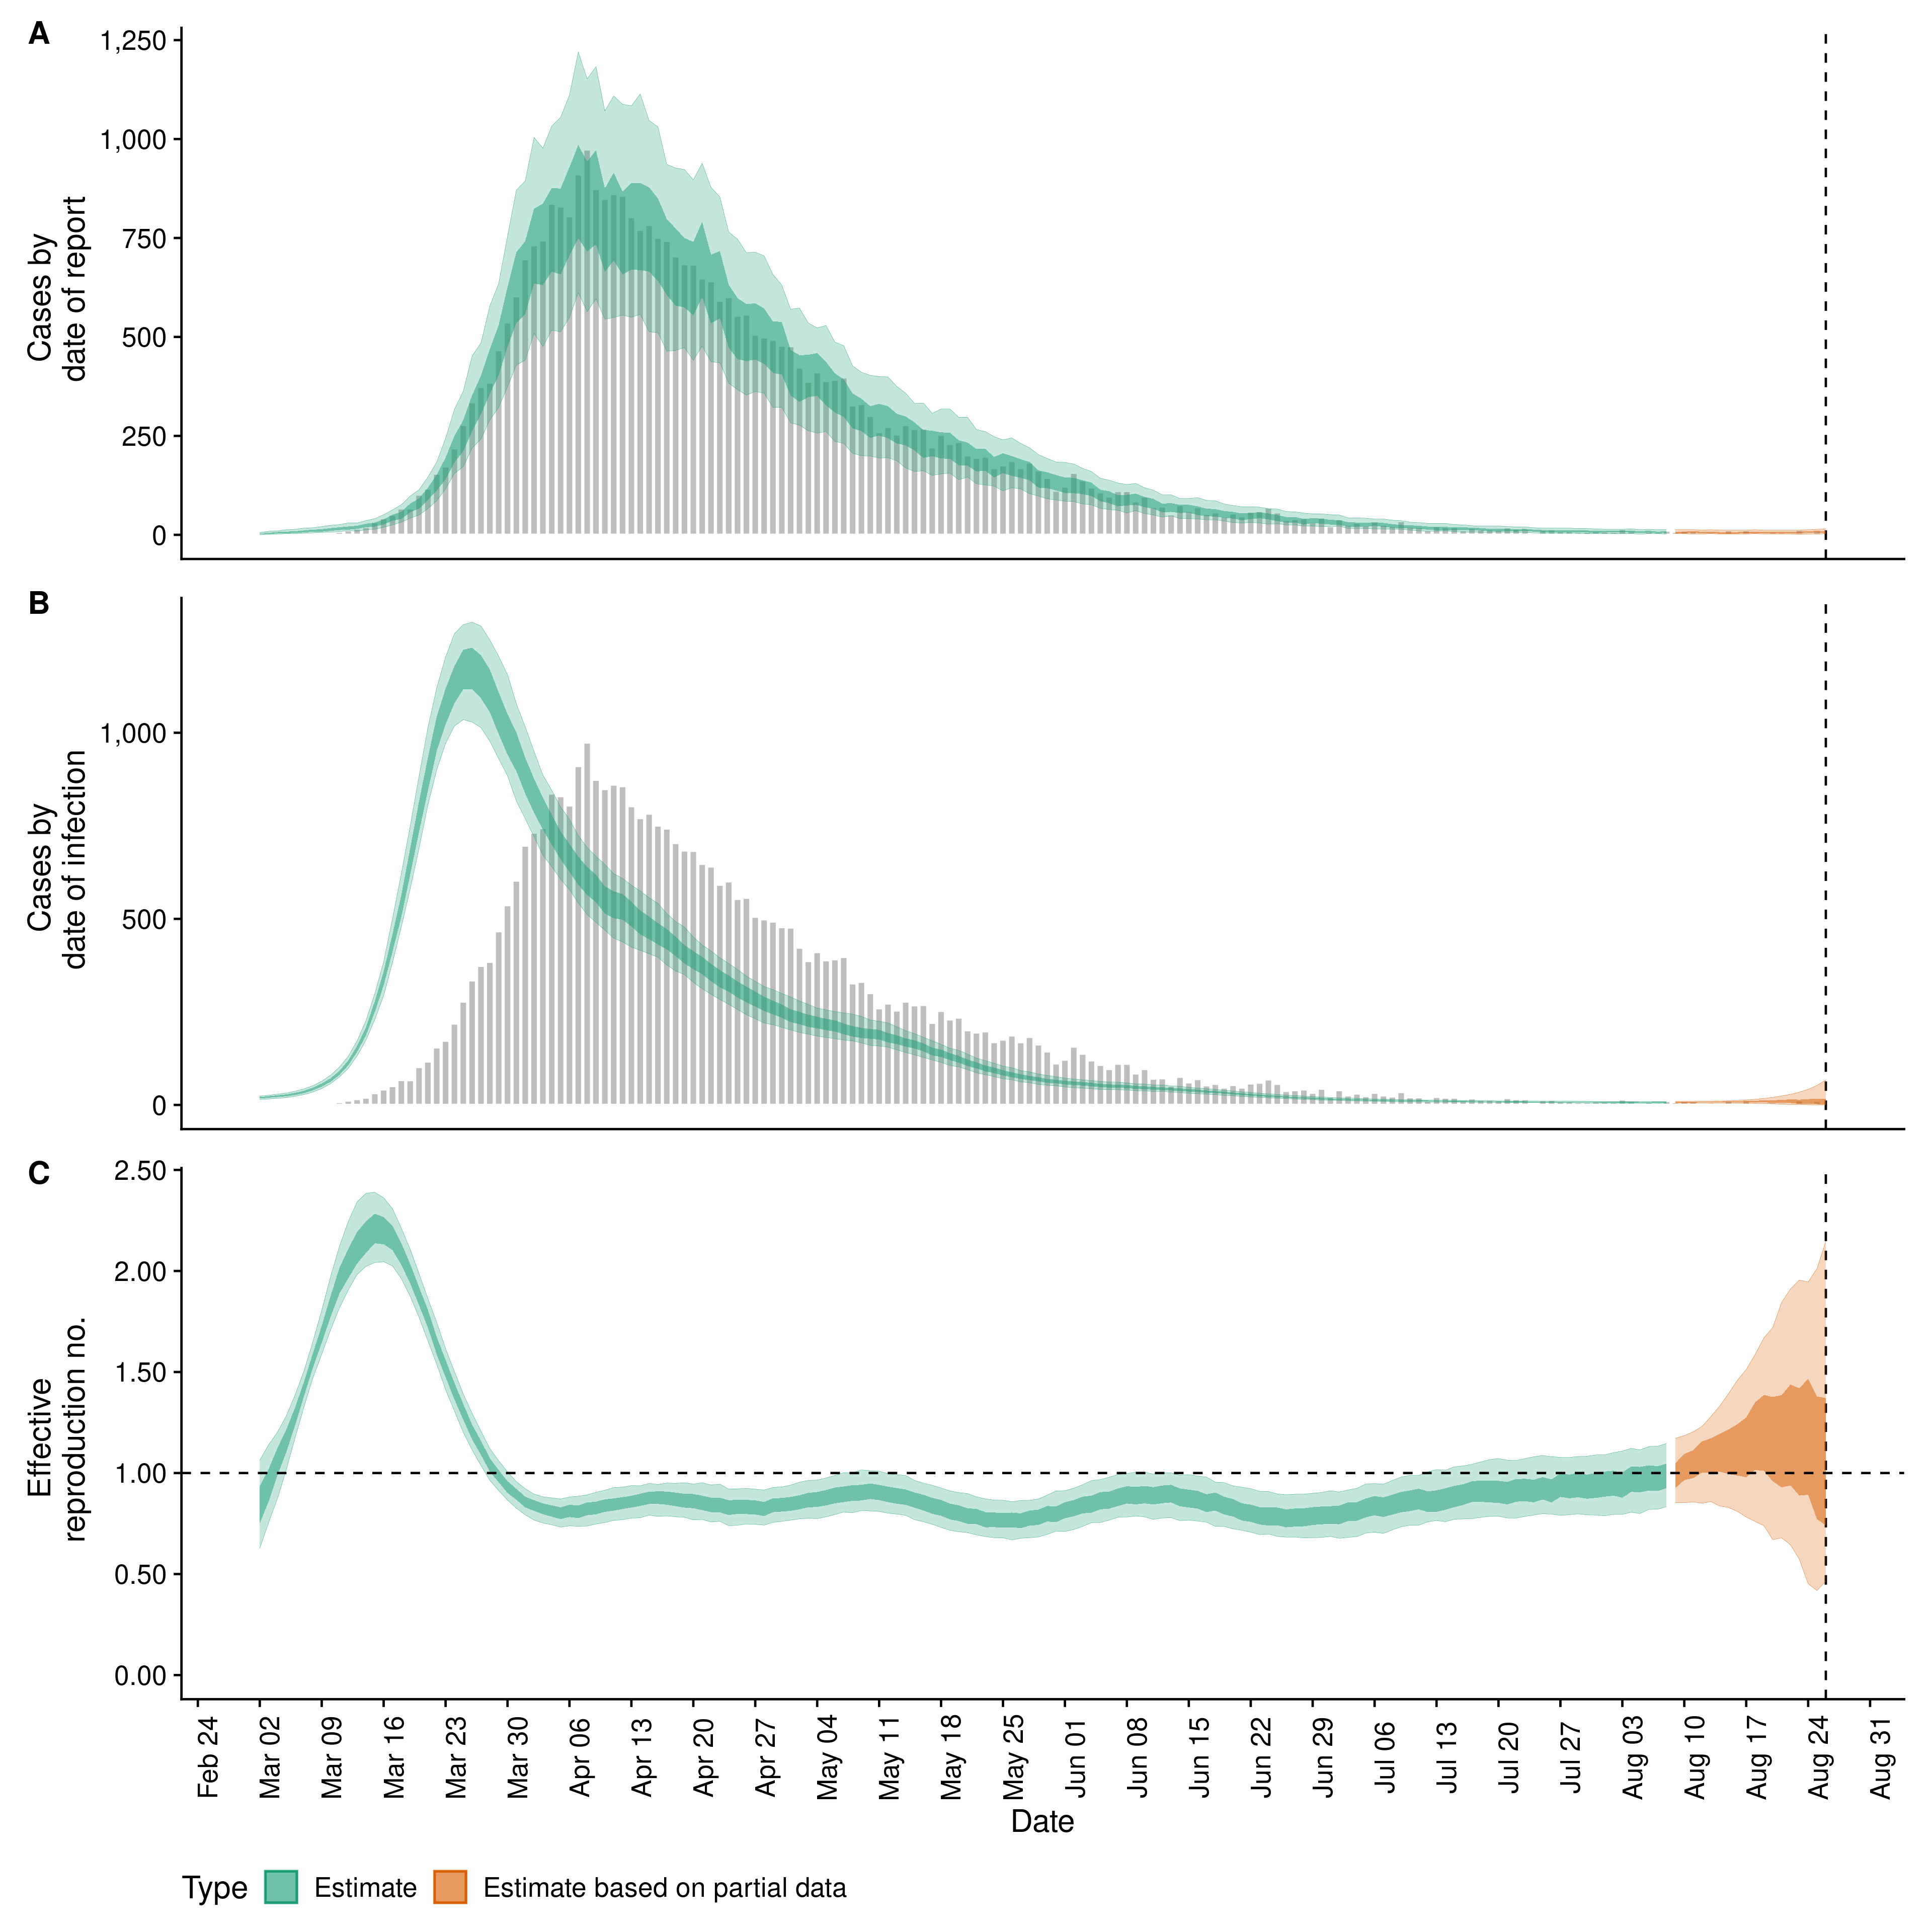 A
1,250
1,000
750
500
250
0
Cases by
date of report
B
1,000
500
0
Cases by
date of infection
C
2.50
2.00
1.50
1.00
0.50
0.00
Effective
reproduction no.
Feb 24
Mar 02
Mar 09
Mar 16
Mar 23
Mar 30
Apr 06
Apr 13
Apr 20
Apr 27
May 04
May 11
May 18
May 25
Jun 01
Jun 08
Jun 15
Jun 22
Jun 29
Jul 06
Jul 13
Jul 20
Jul 27
Aug 03
Aug 10
Aug 17
Aug 24
Aug 31
Date
Type Estimate Estimate based on partial data